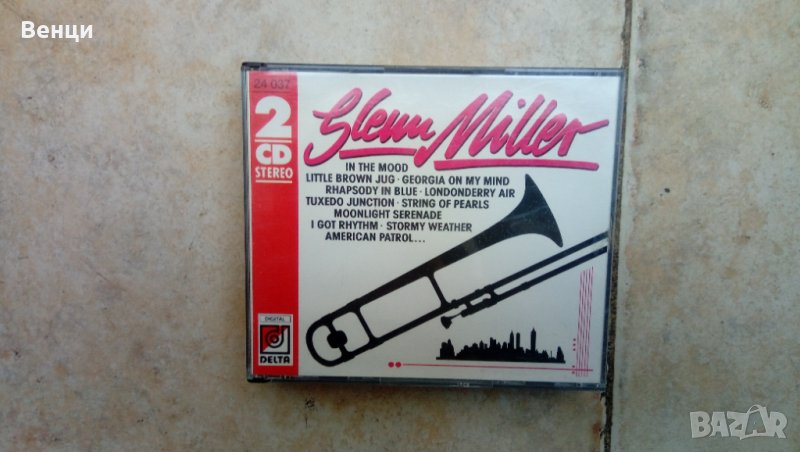 Венци
24 037
2
CD
STEREO
Glenn Miller
IN THE MOOD
LITTLE BROWN JUG · GEORGIA ON MY MIND
RHAPSODY IN BLUE · LONDONDERRY AIR
TUXEDO JUNCTION · STRING OF PEARLS
MOONLIGHT SERENADE
I GOT RHYTHM · STORMY WEATHER
AMERICAN PATROL...
DIGITAL
DELTA
BAZAR